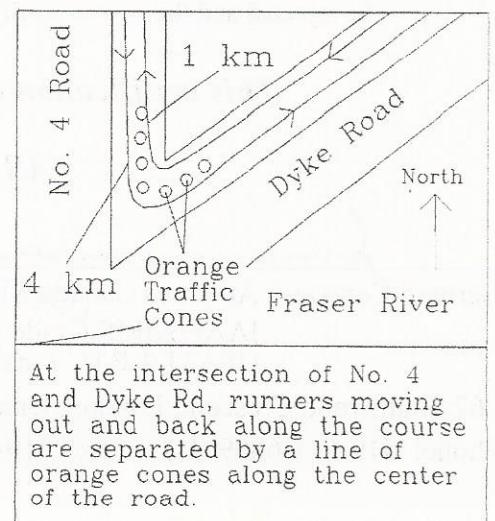 No. 4 Road
1 km
Dyke Road
North
4 km
Orange
Traffic
Cones
Fraser River
At the intersection of No. 4
and Dyke Rd, runners moving
out and back along the course
are separated by a line of
orange cones along the center
of the road.